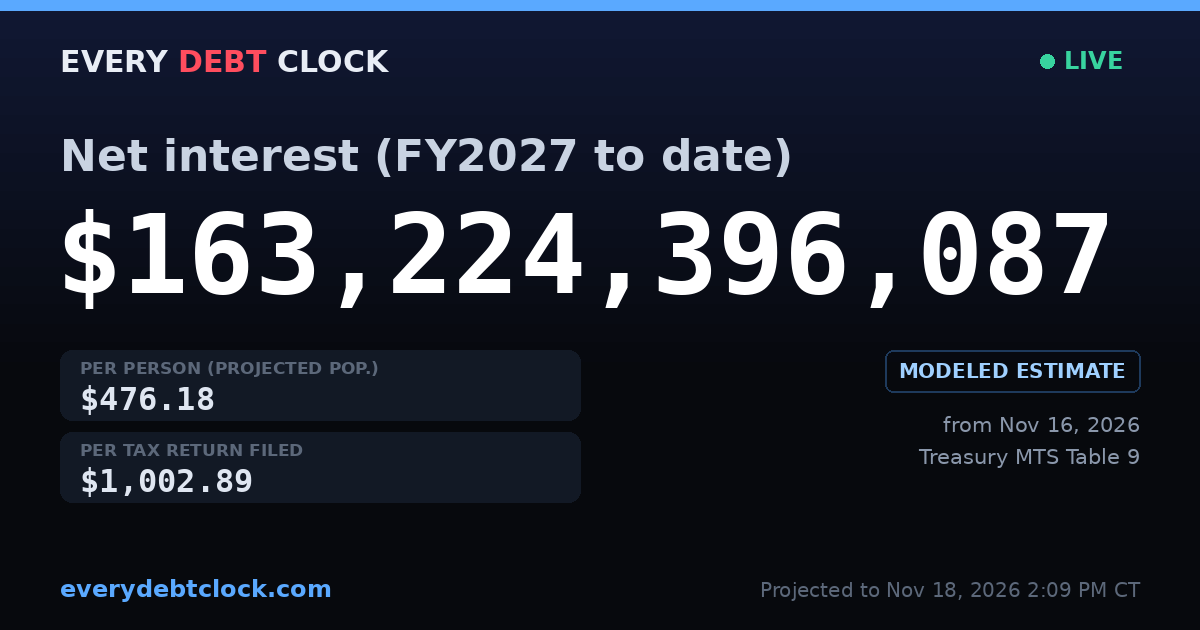 EVERY DEBT CLOCK
LIVE
Net interest (FY2027 to date)
$163,224,396,087
PER PERSON (PROJECTED POP.)
$476.18
PER TAX RETURN FILED
$1,002.89
MODELED ESTIMATE
from Nov 16, 2026
Treasury MTS Table 9
everydebtclock.com
Projected to Nov 18, 2026 2:09 PM CT